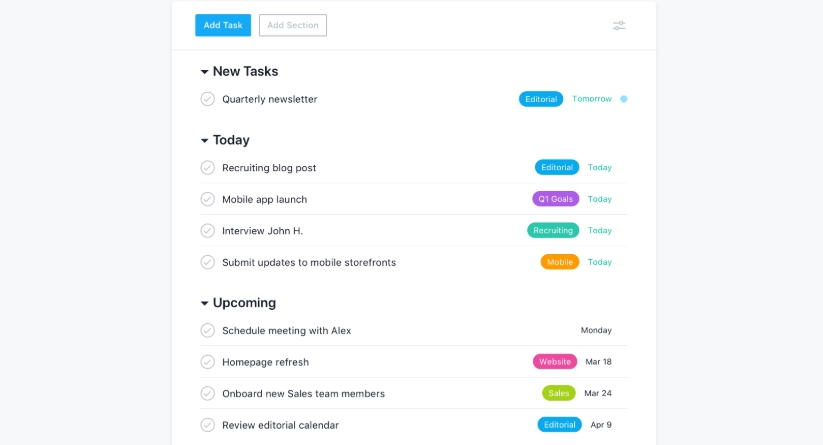 Add Task Add Section
New Tasks
Quarterly newsletter Editorial Tomorrow
Today
Recruiting blog post Editorial Today
Mobile app launch Q1 Goals Today
Interview John H. Recruiting Today
Submit updates to mobile storefronts Mobile Today
Upcoming
Schedule meeting with Alex Monday
Homepage refresh Website Mar 18
Onboard new Sales team members Sales Mar 24
Review editorial calendar Editorial Apr 9